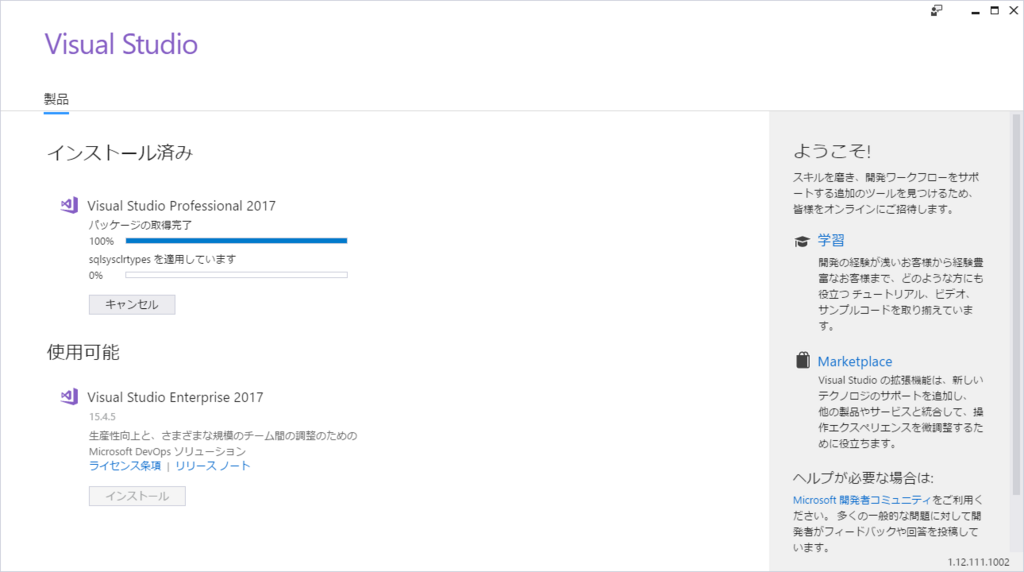 Visual Studio
製品
インストール済み
Visual Studio Professional 2017
パッケージの取得完了
100%
sqlsysclrtypes を適用しています
0%
キャンセル
使用可能
Visual Studio Enterprise 2017
15.4.5
生産性向上と、さまざまな規模のチーム間の調整のための
Microsoft DevOps ソリューション
ライセンス条項 | リリース ノート
インストール
ようこそ!
スキルを磨き、開発ワークフローをサポ
ートする追加のツールを見つけるため、
皆様をオンラインにご招待します。
学習
開発の経験が浅いお客様から経験豊
富なお客様まで、どのような方にも
役立つ チュートリアル、ビデオ、
サンプルコードを取り揃えていま
す。
Marketplace
Visual Studio の拡張機能は、新しい
テクノロジのサポートを追加し、
他の製品やサービスと統合して、操
作エクスペリエンスを微調整するた
めに役立ちます。
ヘルプが必要な場合は:
Microsoft 開発者コミュニティをご利用く
ださい。 多くの一般的な問題に対して開
発者がフィードバックや回答を投稿して
います。
1.12.111.1002